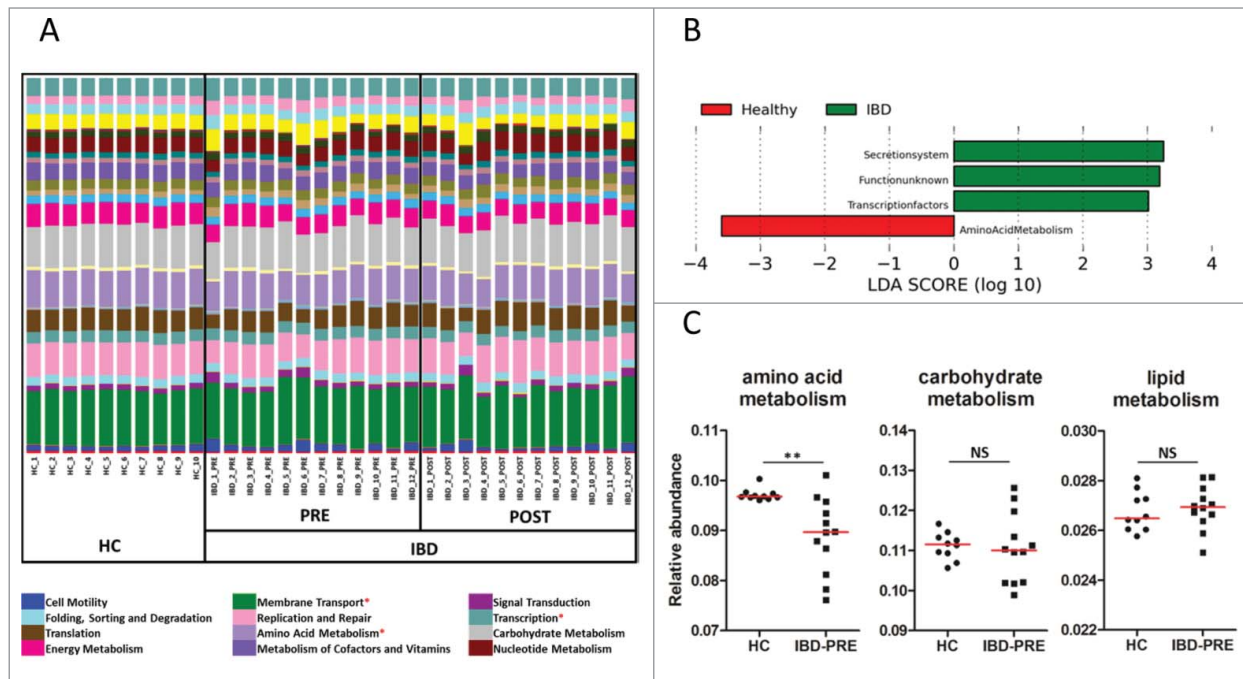 A
HC_1
HC_2
HC_3
HC_4
HC_5
HC_6
HC_7
HC_8
HC_9
HC_10
IBD_1_PRE
IBD_2_PRE
IBD_3_PRE
IBD_4_PRE
IBD_5_PRE
IBD_6_PRE
IBD_7_PRE
IBD_8_PRE
IBD_9_PRE
IBD_10_PRE
IBD_11_PRE
IBD_12_PRE
IBD_1_POST
IBD_2_POST
IBD_3_POST
IBD_4_POST
IBD_5_POST
IBD_6_POST
IBD_7_POST
IBD_8_POST
IBD_9_POST
IBD_10_POST
IBD_11_POST
IBD_12_POST
PRE
POST
HC
IBD
Cell Motility
Folding, Sorting and Degradation
Translation
Energy Metabolism
Membrane Transport*
Replication and Repair
Amino Acid Metabolism*
Metabolism of Cofactors and Vitamins
Signal Transduction
Transcription*
Carbohydrate Metabolism
Nucleotide Metabolism
B
Healthy
IBD
Secretionsystem
Functionunknown
Transcriptionfactors
AminoAcidMetabolism
−4 −3 −2 −1 0 1 2 3 4
LDA SCORE (log 10)
C
amino acid
metabolism
Relative abundance
0.11
0.10
0.09
0.08
0.07
**
HC IBD-PRE
carbohydrate
metabolism
0.14
0.13
0.12
0.11
0.10
0.09
NS
HC IBD-PRE
lipid
metabolism
0.030
0.028
0.026
0.024
0.022
NS
HC IBD-PRE